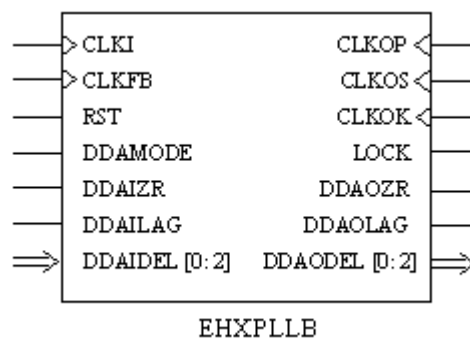 CLKI CLKOP
CLKFB CLKOS
RST CLKOK
DDAMODE LOCK
DDAIZR DDAOZR
DDAILAG DDAOLAG
DDAIDEL [0:2] DDAODEL [0:2]
EHXPLLB